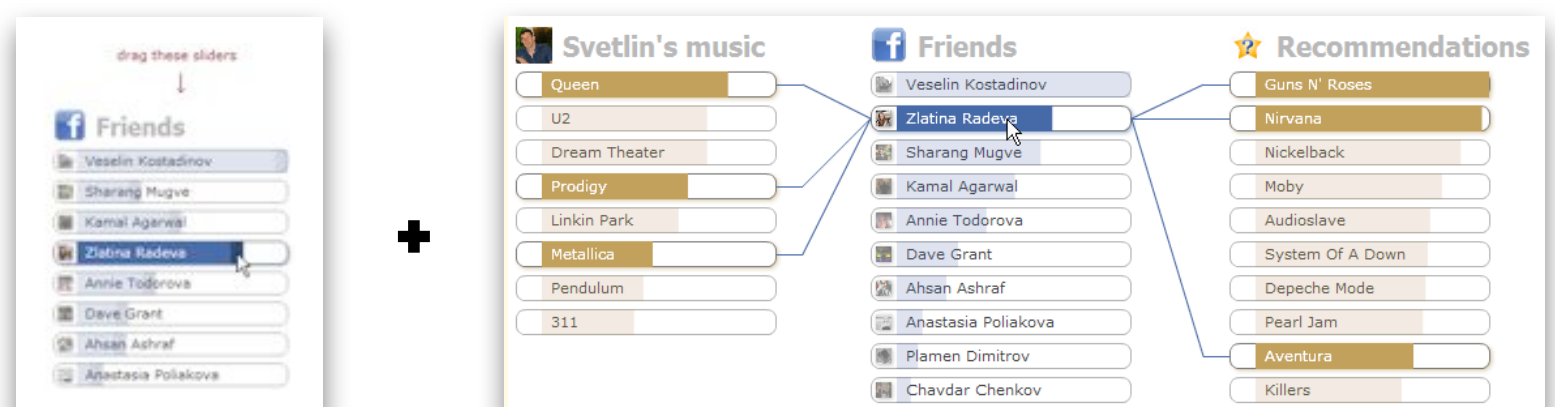 drag these sliders
Friends
Veselin Kostadinov
Sharang Mugve
Kamal Agarwal
Zlatina Radeva
Annie Todorova
Dave Grant
Ahsan Ashraf
Anastasia Poliakova
Svetlin's music
Queen
U2
Dream Theater
Prodigy
Linkin Park
Metallica
Pendulum
311
Friends
Veselin Kostadinov
Zlatina Radeva
Sharang Mugve
Kamal Agarwal
Annie Todorova
Dave Grant
Ahsan Ashraf
Anastasia Poliakova
Plamen Dimitrov
Chavdar Chenkov
Recommendations
Guns N' Roses
Nirvana
Nickelback
Moby
Audioslave
System Of A Down
Depeche Mode
Pearl Jam
Aventura
Killers